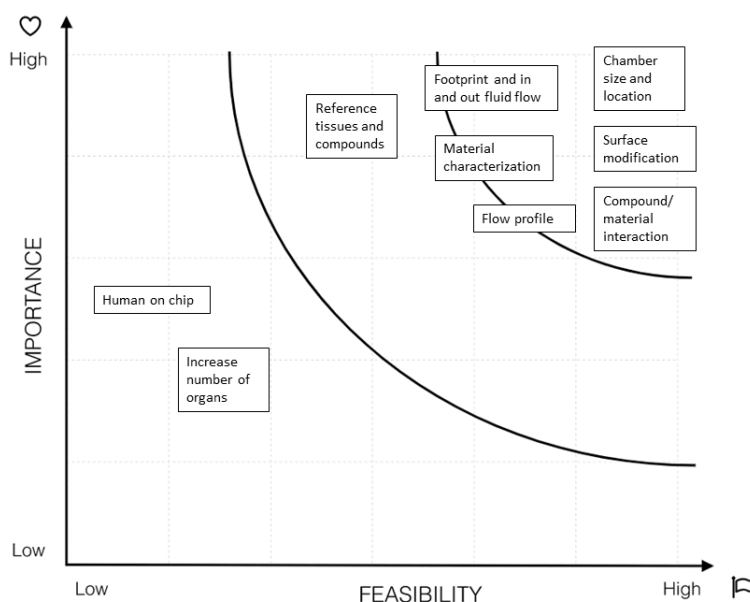 High
Chamber
size and
location
Footprint and in
and out fluid flow
Reference
tissues and
compounds
Surface
modification
Material
characterization
Compound/
material
interaction
Flow profile
IMPORTANCE
Human on chip
Increase
number of
organs
Low
Low
FEASIBILITY
High